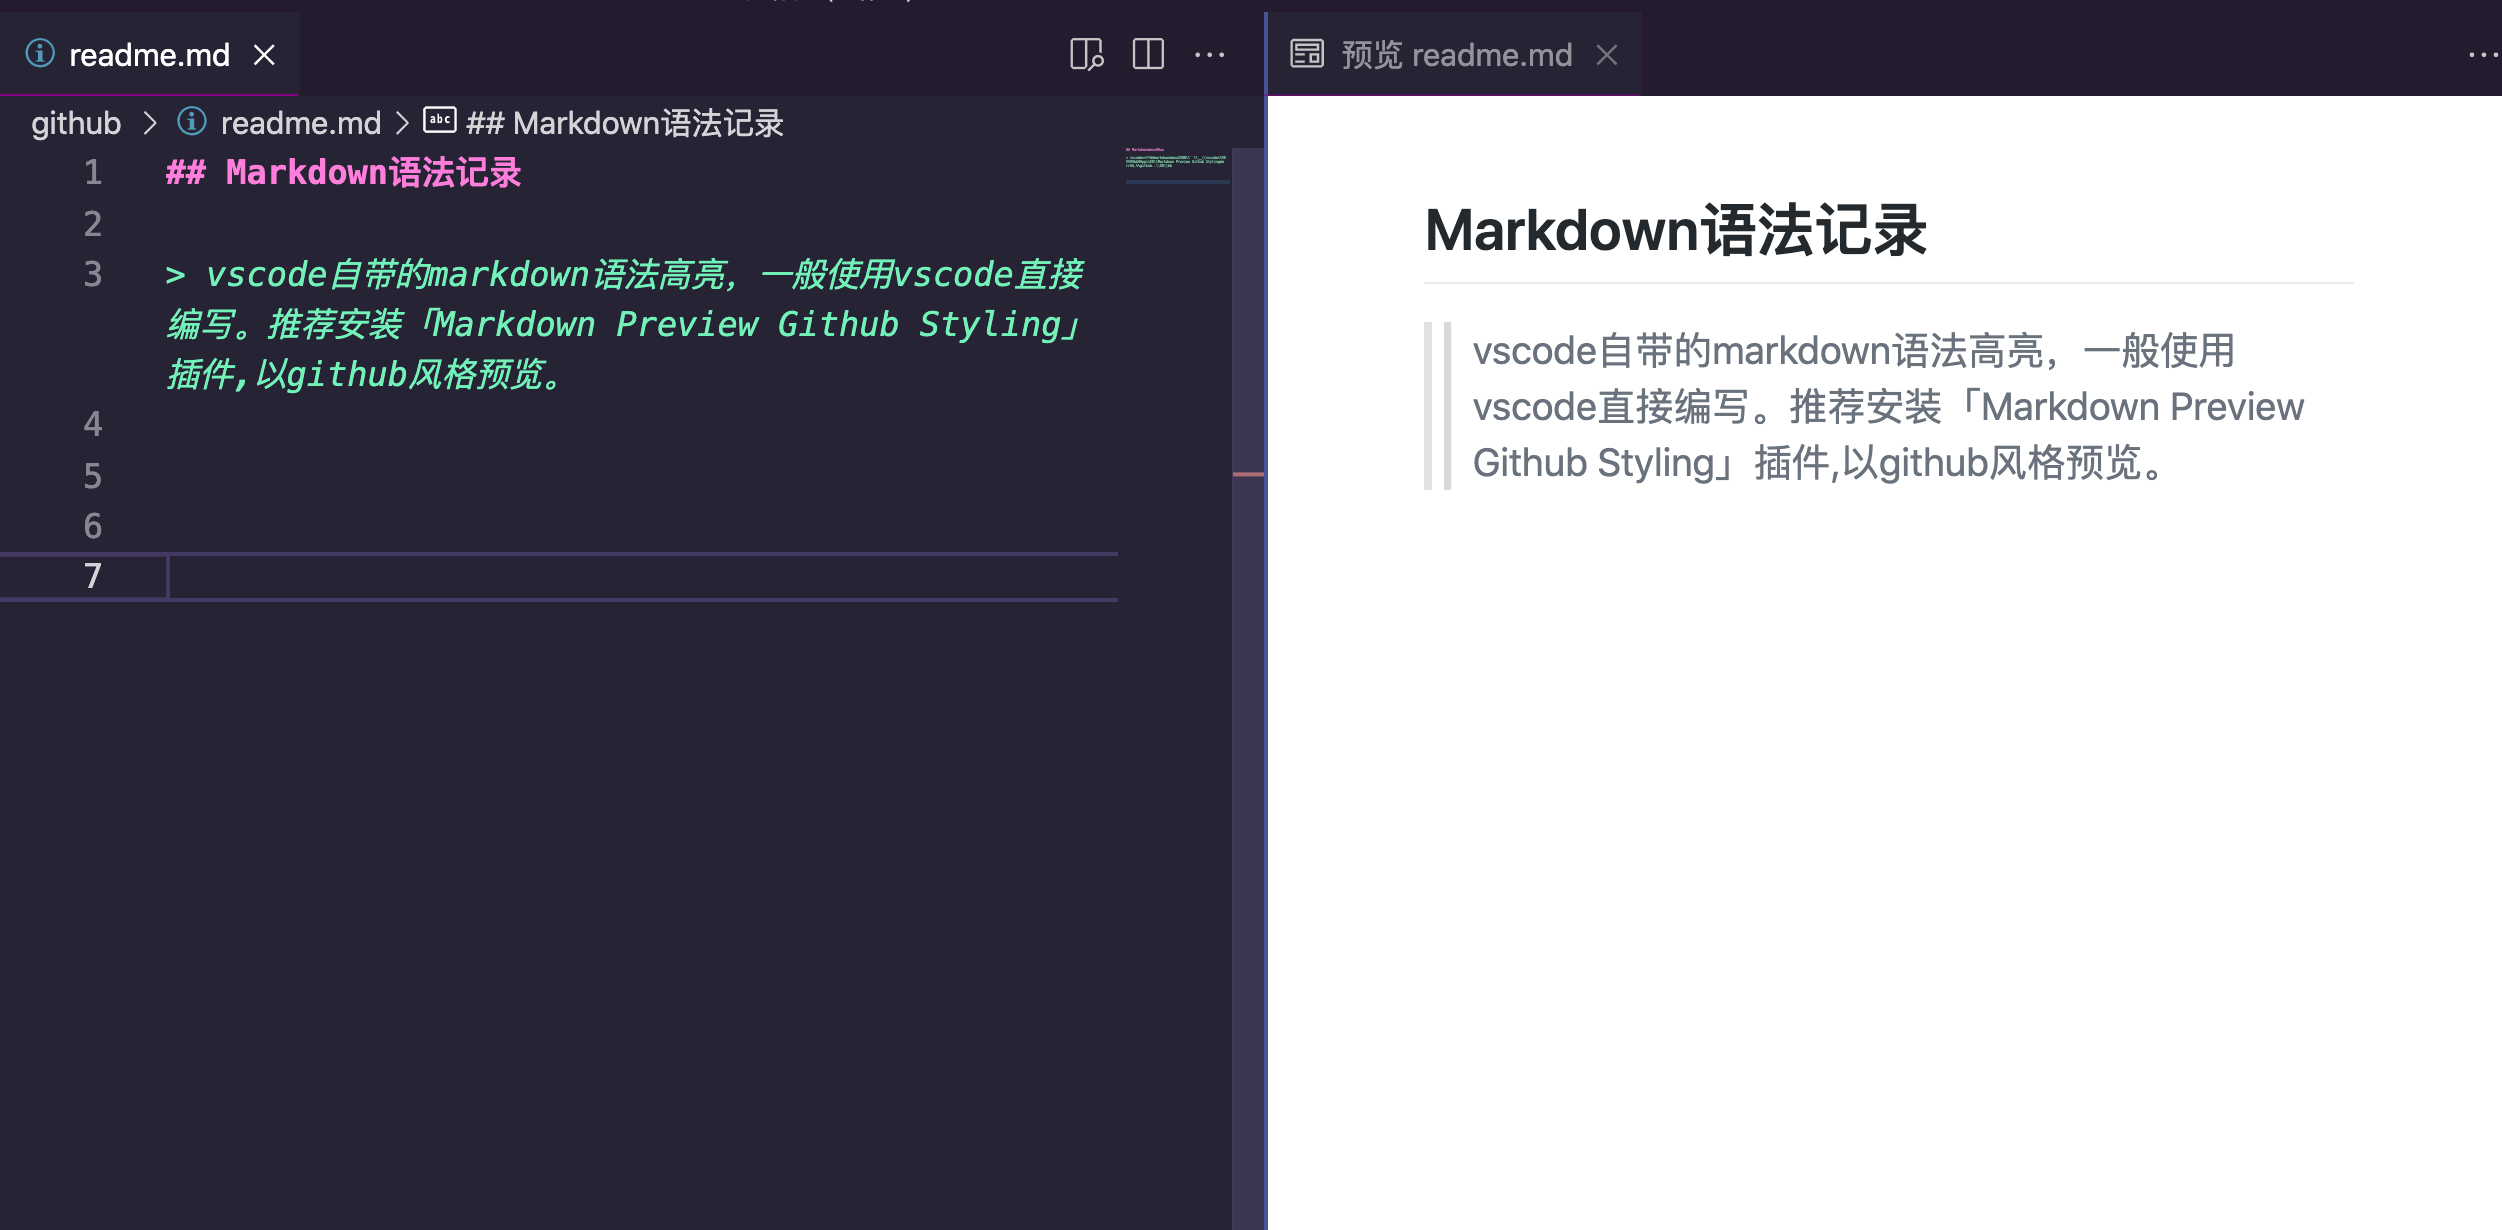 readme.md
预览 readme.md
github > readme.md > abc ## Markdown语法记录
1 ## Markdown语法记录
2
3 > vscode自带的markdown语法高亮，一般使用vscode直接
编写。推荐安装「Markdown Preview Github Styling」
插件,以github风格预览。
4
5
6
7
Markdown语法记录
vscode自带的markdown语法高亮，一般使用
vscode直接编写。推荐安装「Markdown Preview
Github Styling」插件,以github风格预览。